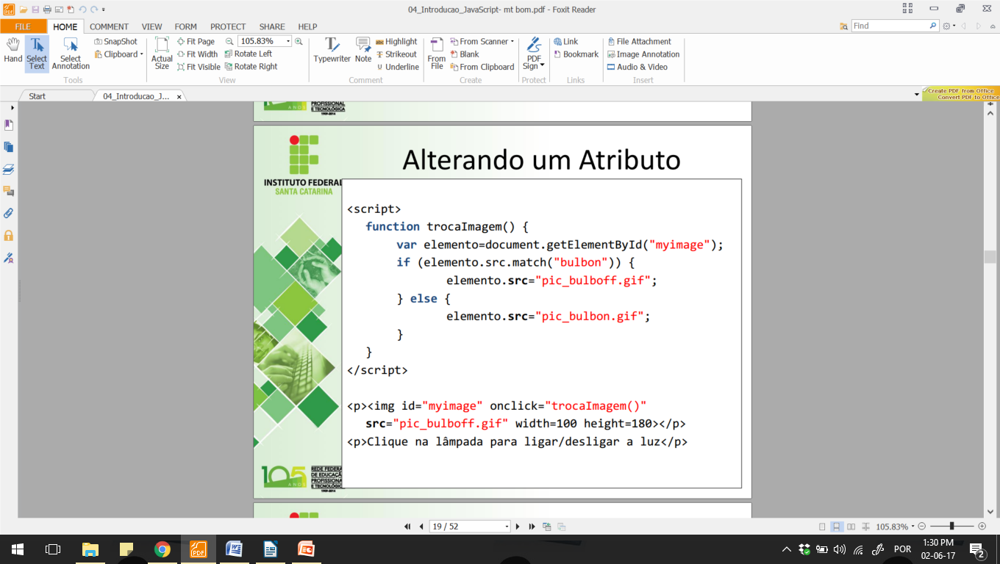 04_Introducao_JavaScript- mt bom.pdf - Foxit Reader
FILE HOME COMMENT VIEW FORM PROTECT SHARE HELP
Find
Hand
Select Text
Select Annotation
SnapShot
Clipboard
Tools
Actual Size
Fit Page
Fit Width
Fit Visible
105.83%
Rotate Left
Rotate Right
View
Typewriter
Note
Highlight
Strikeout
Underline
Comment
From File
From Scanner
Blank
From Clipboard
Create
PDF Sign
Protect
Link
Bookmark
Links
File Attachment
Image Annotation
Audio & Video
Insert
Start
04_Introducao_J...
Create PDF from Office
Convert PDF to Office
ANOS
PROFISSIONAL
E TECNOLÓGICA
1909-2014
INSTITUTO FEDERAL
SANTA CATARINA
Alterando um Atributo
<script>
function trocaImagem() {
var elemento=document.getElementById("myimage");
if (elemento.src.match("bulbon")) {
elemento.src="pic_bulboff.gif";
} else {
elemento.src="pic_bulbon.gif";
}
}
</script>
<p><img id="myimage" onclick="trocaImagem()"
src="pic_bulboff.gif" width=100 height=180></p>
<p>Clique na lâmpada para ligar/desligar a luz</p>
105
ANOS
REDE FEDERA
DE EDUCAÇÃ
PROFISSIONA
E TECNOLÓGIC
1909-2014
19 / 52
105.83%
POR
1:30 PM
02-06-17
2